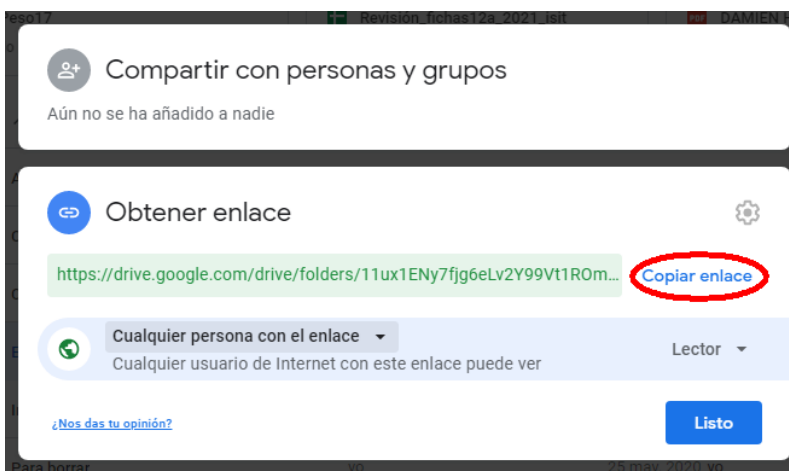 Peso17
Revisión_fichas12a_2021_isit
PDF
DAMIEN
Compartir con personas y grupos
Aún no se ha añadido a nadie
Obtener enlace
https://drive.google.com/drive/folders/11ux1ENy7fjg6eLv2Y99Vt1ROm...
Copiar enlace
Cualquier persona con el enlace
Cualquier usuario de Internet con este enlace puede ver
Lector
¿Nos das tu opinión?
Listo
Para borrar
yo
25 may. 2020 yo